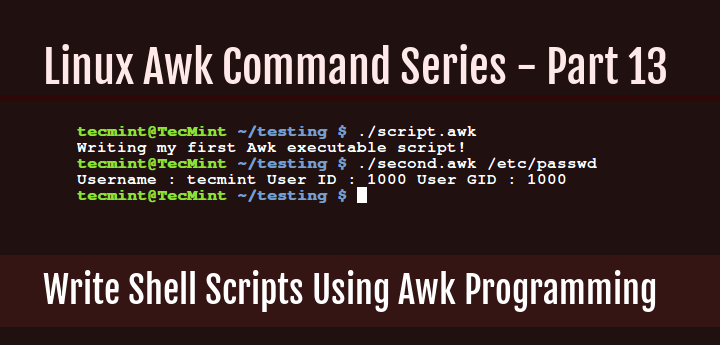 Linux Awk Command Series - Part 13
tecmint@TecMint ~/testing $ ./script.awk
Writing my first Awk executable script!
tecmint@TecMint ~/testing $ ./second.awk /etc/passwd
Username : tecmint User ID : 1000 User GID : 1000
tecmint@TecMint ~/testing $
Write Shell Scripts Using Awk Programming